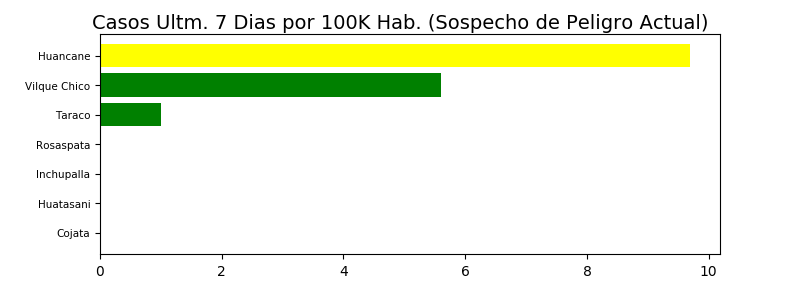 Casos Ultm. 7 Dias por 100K Hab. (Sospecho de Peligro Actual)
Huancane
Vilque Chico
Taraco
Rosaspata
Inchupalla
Huatasani
Cojata
0 2 4 6 8 10